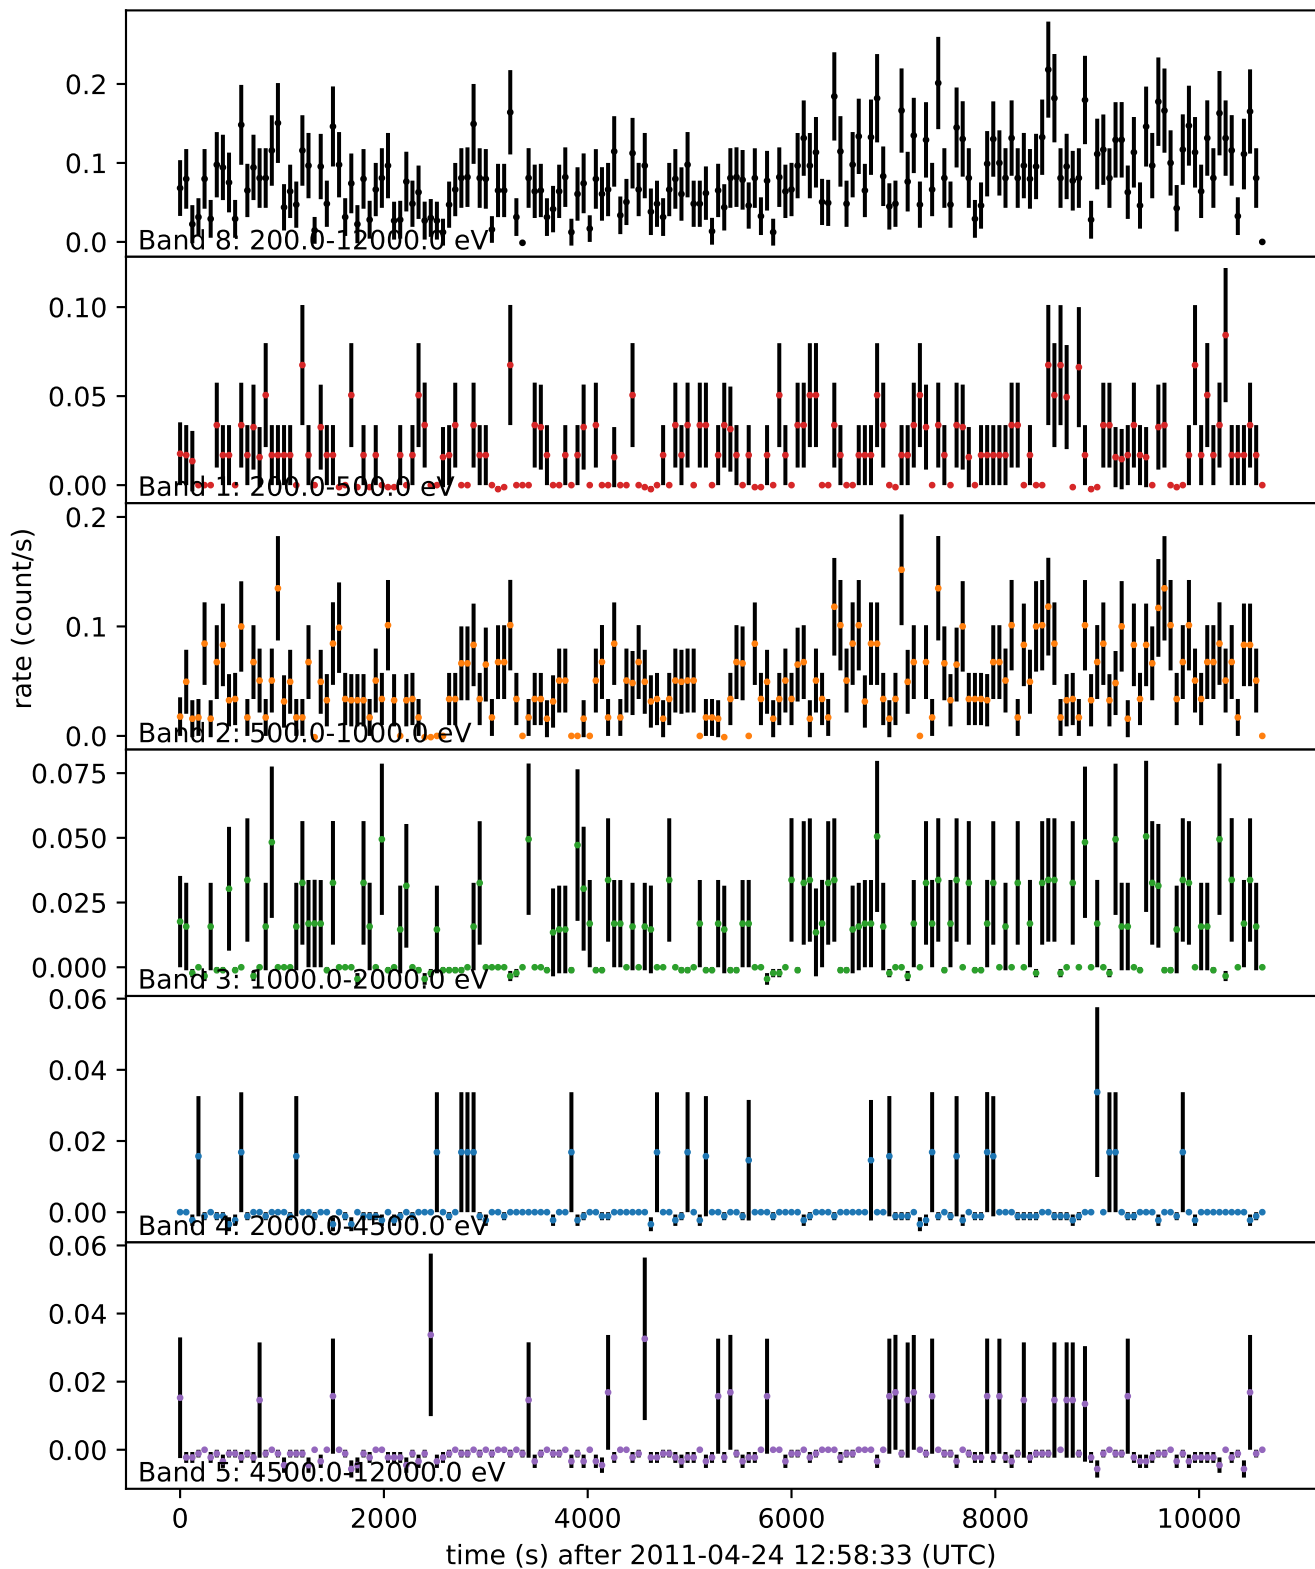 0.2
0.1
0.0
Band 8: 200.0-12000.0 eV
0.10
0.05
0.00
Band 1: 200.0-500.0 eV
rate (count/s)
0.2
0.1
0.0
Band 2: 500.0-1000.0 eV
0.075
0.050
0.025
0.000
Band 3: 1000.0-2000.0 eV
0.06
0.04
0.02
0.00
Band 4: 2000.0-4500.0 eV
0.06
0.04
0.02
0.00
Band 5: 4500.0-12000.0 eV
0 2000 4000 6000 8000 10000
time (s) after 2011-04-24 12:58:33 (UTC)